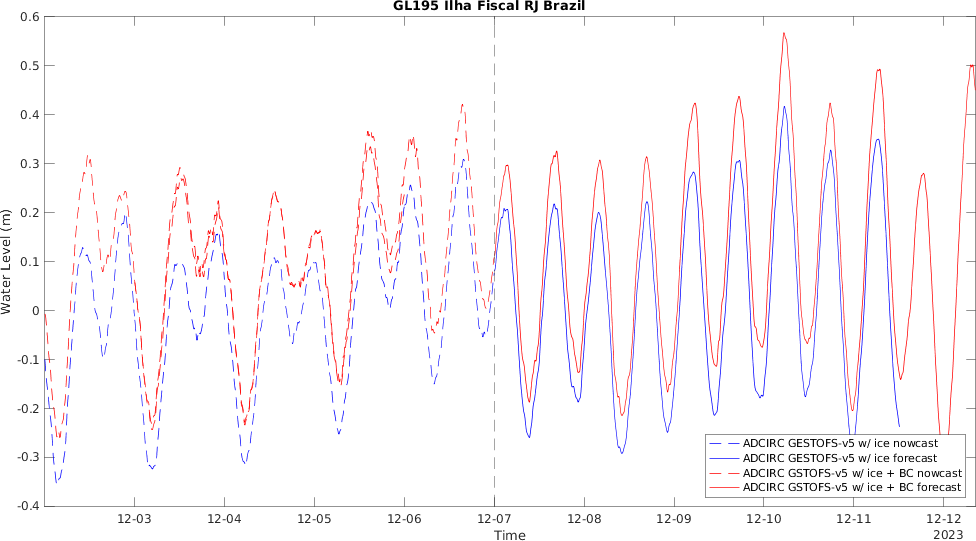 GL195 Ilha Fiscal RJ Brazil
0.6
0.5
0.4
0.3
0.2
0.1
0
-0.1
-0.2
-0.3
-0.4
Water Level (m)
ADCIRC GESTOFS-v5 w/ ice nowcast
ADCIRC GESTOFS-v5 w/ ice forecast
ADCIRC GSTOFS-v5 w/ ice + BC nowcast
ADCIRC GSTOFS-v5 w/ ice + BC forecast
12-03 12-04 12-05 12-06 12-07 12-08 12-09 12-10 12-11 12-12
Time
2023